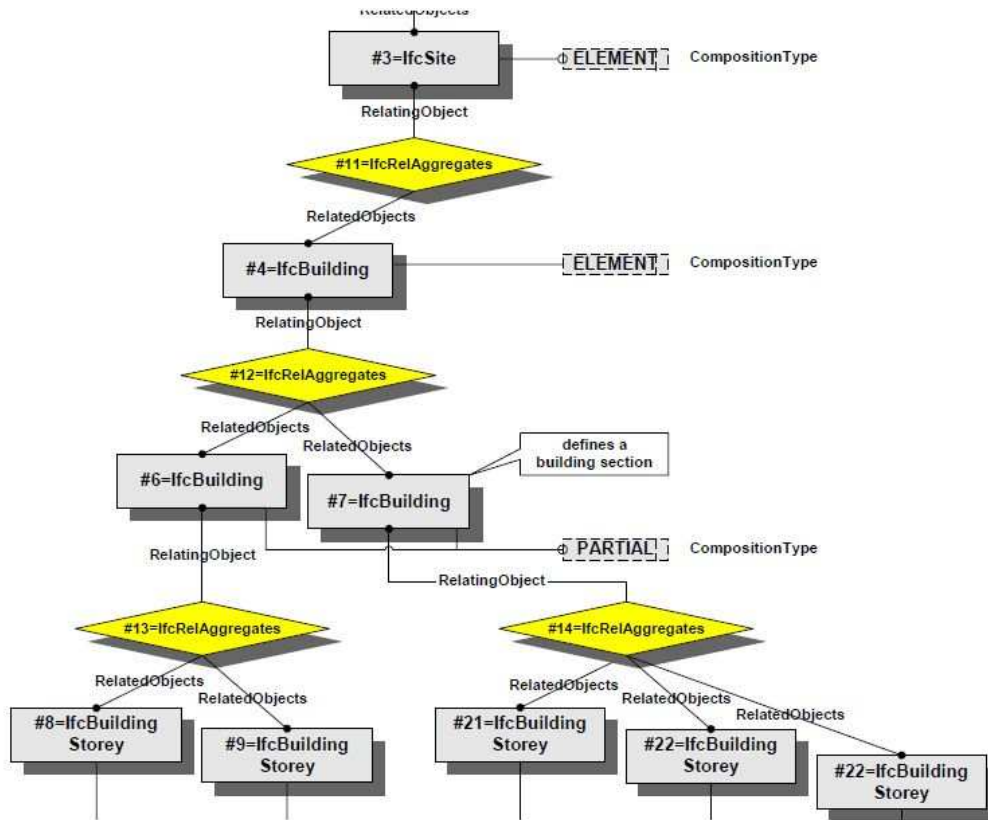 RelatedObjects
#3=IfcSite
ELEMENT
CompositionType
RelatingObject
#11=IfcRelAggregates
RelatedObjects
#4=IfcBuilding
ELEMENT
CompositionType
RelatingObject
#12=IfcRelAggregates
RelatedObjects
RelatedObjects
defines a
building section
#6=IfcBuilding
#7=IfcBuilding
RelatingObject
PARTIAL
CompositionType
RelatingObject
#13=IfcRelAggregates
#14=IfcRelAggregates
RelatedObjects
RelatedObjects
RelatedObjects
RelatedObjects
RelatedObjects
#8=IfcBuilding
Storey
#9=IfcBuilding
Storey
#21=IfcBuilding
Storey
#22=IfcBuilding
Storey
#22=IfcBuilding
Storey